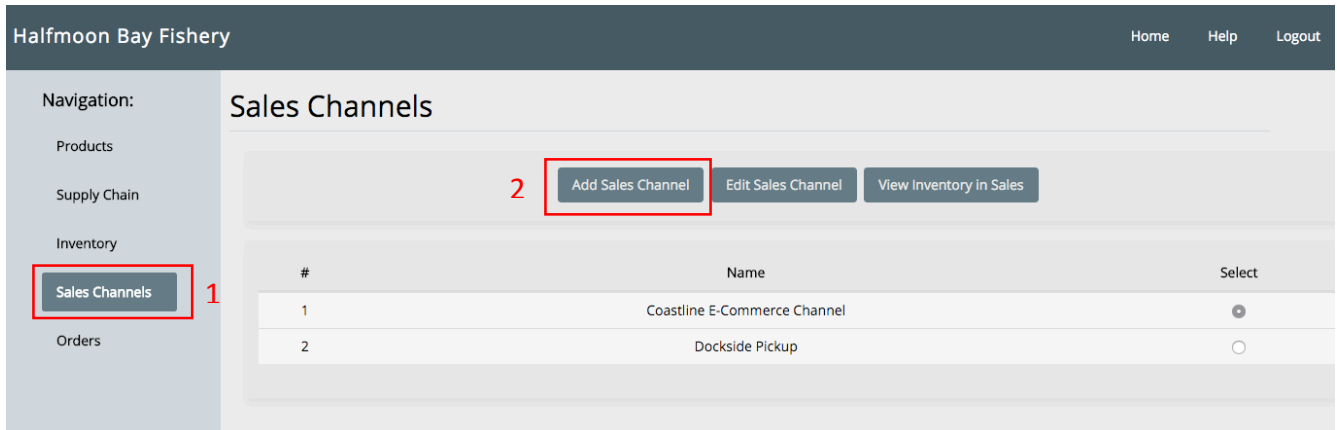 Halfmoon Bay Fishery Home Help Logout
Navigation:
Products
Supply Chain
Inventory
Sales Channels 1
Orders
Sales Channels
2 Add Sales Channel Edit Sales Channel View Inventory in Sales
# Name Select
1 Coastline E-Commerce Channel
2 Dockside Pickup